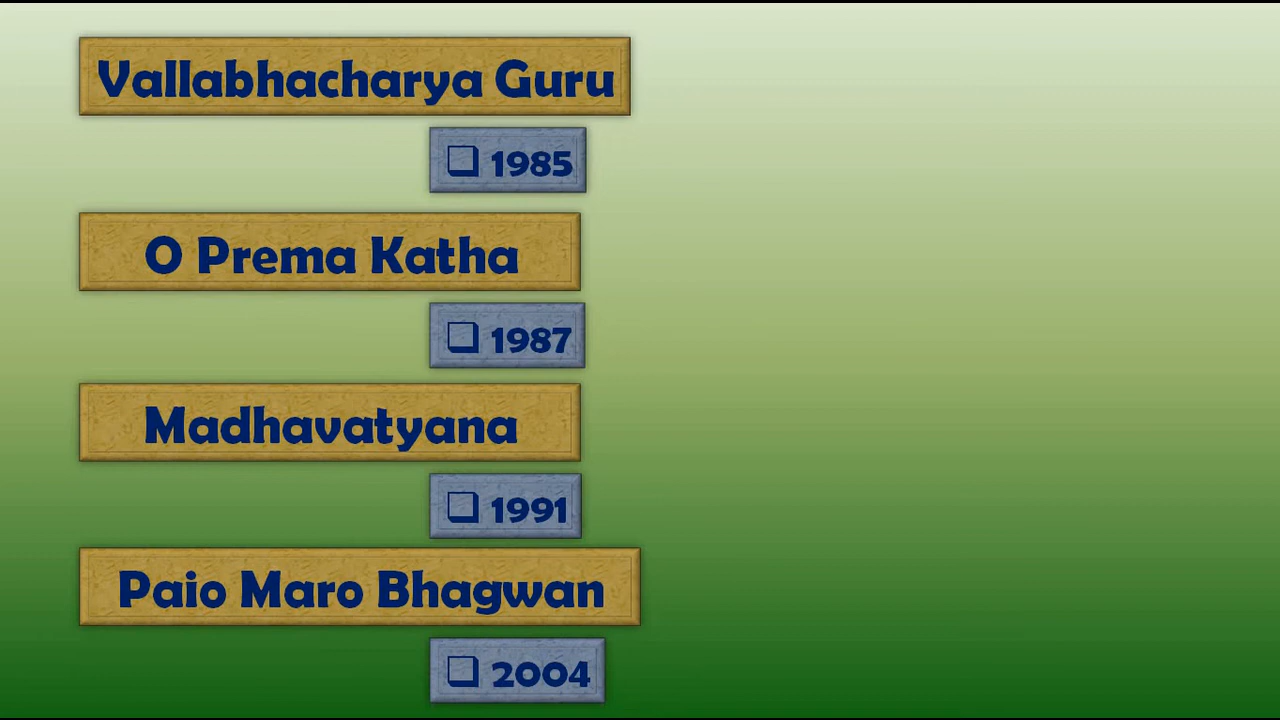 Vallabhacharya Guru
❑ 1985
O Prema Katha
❑ 1987
Madhavatyana
❑ 1991
Paio Maro Bhagwan
❑ 2004